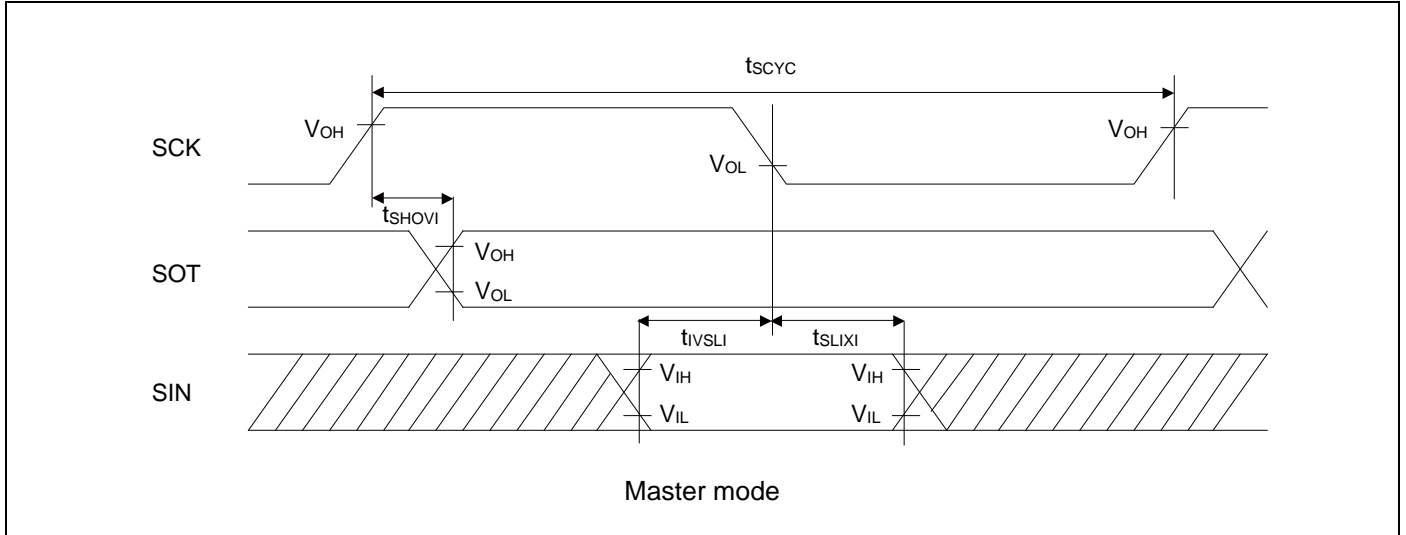 tSCYC
VOH
VOH
SCK
VOL
tSHOVI
VOH
SOT
VOL
tIVSLI
tSLIXI
VIH
VIH
SIN
VIL
VIL
Master mode